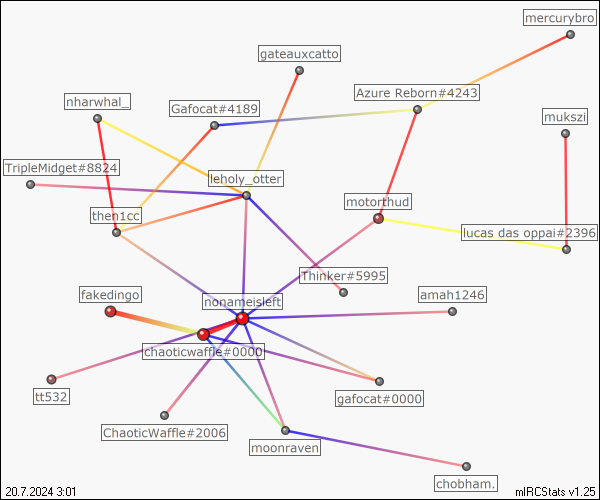 mercurybro
gateauxcatto
Azure Reborn#4243
nharwhal_
Gafocat#4189
mukszi
TripleMidget#8824
leholy_otter
motorthud
then1cc
lucas das oppai#2396
Thinker#5995
fakedingo
nonameisleft
amah1246
chaoticwaffle#0000
tt532
gafocat#0000
ChaoticWaffle#2006
moonraven
chobham.
20.7.2024 3:01
mIRCStats v1.25